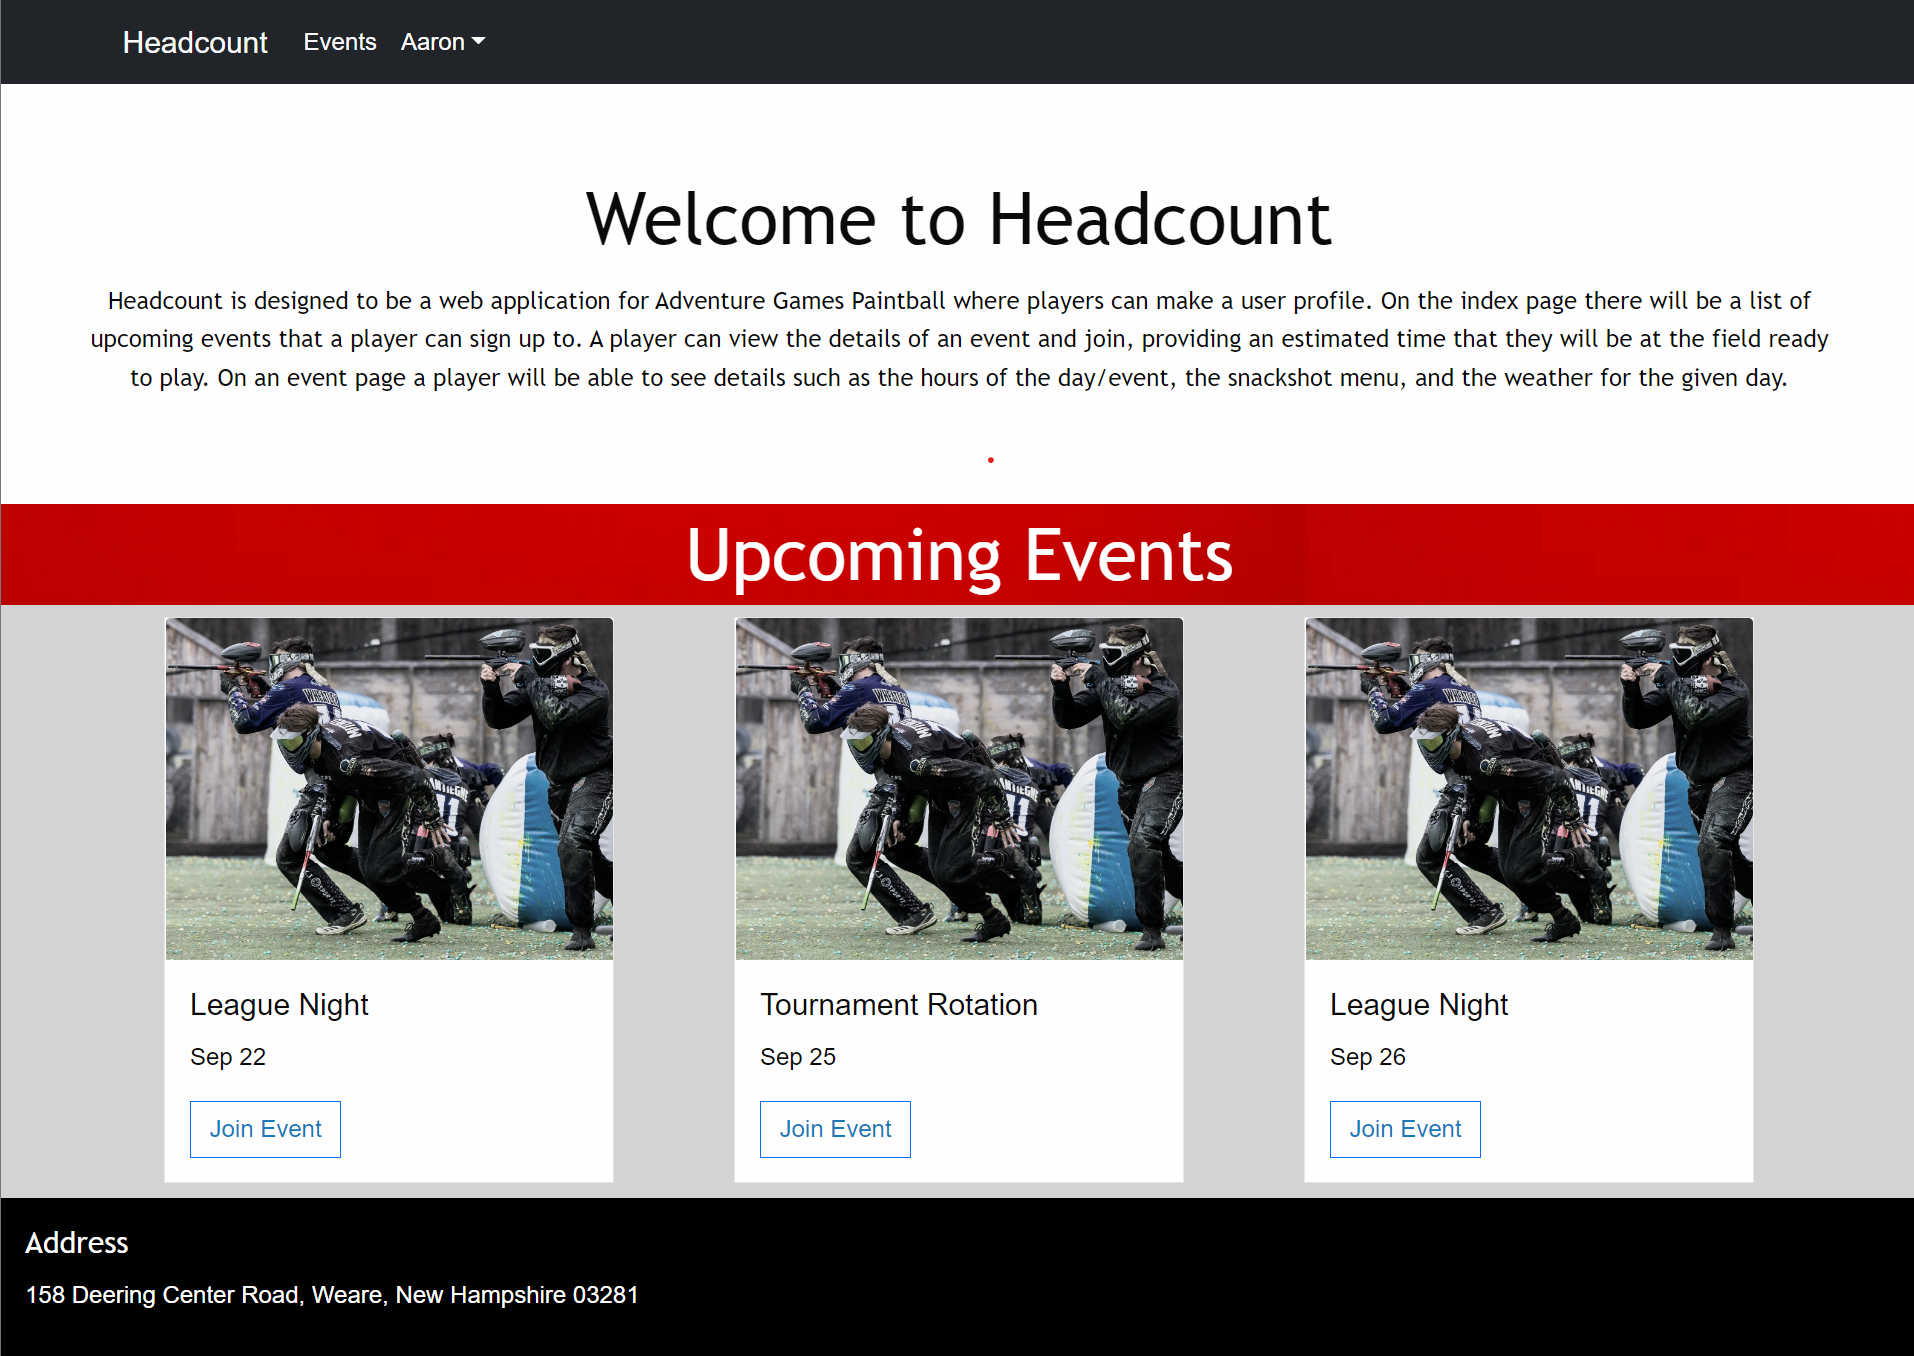 Headcount Events Aaron
Welcome to Headcount
Headcount is designed to be a web application for Adventure Games Paintball where players can make a user profile. On the index page there will be a list of
upcoming events that a player can sign up to. A player can view the details of an event and join, providing an estimated time that they will be at the field ready
to play. On an event page a player will be able to see details such as the hours of the day/event, the snackshot menu, and the weather for the given day.
Upcoming Events
League Night
Sep 22
Join Event
Tournament Rotation
Sep 25
Join Event
League Night
Sep 26
Join Event
Address
158 Deering Center Road, Weare, New Hampshire 03281